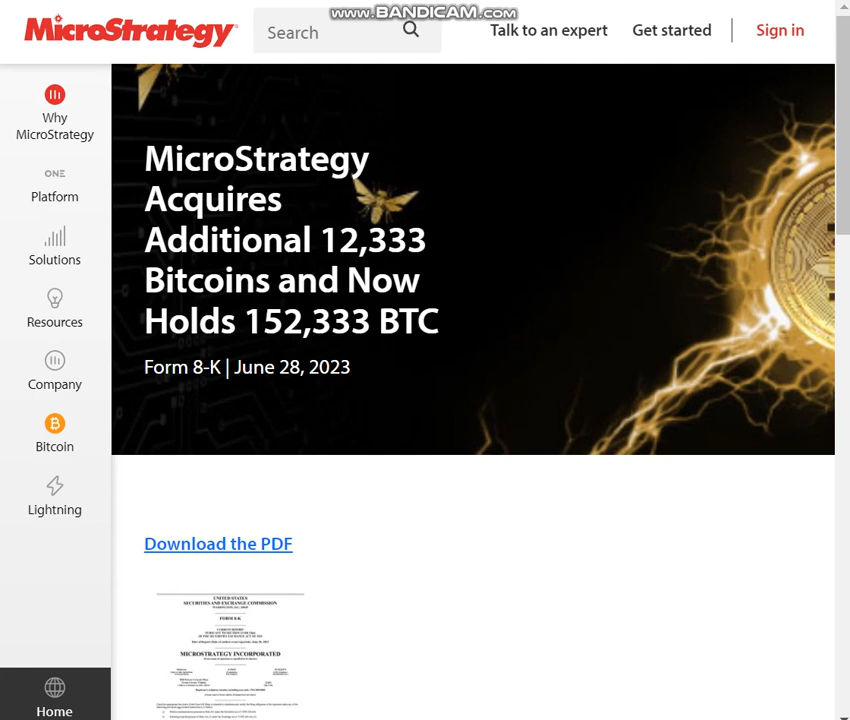 www.BANDICAM.com
MicroStrategy
Search
Talk to an expert
Get started
Sign in
Why
MicroStrategy
ONE
Platform
Solutions
Resources
Company
Bitcoin
Lightning
Home
MicroStrategy
Acquires
Additional 12,333
Bitcoins and Now
Holds 152,333 BTC
Form 8-K | June 28, 2023
Download the PDF
UNITED STATES
SECURITIES AND EXCHANGE COMMISSION
FORM 8-K
MICROSTRATEGY INCORPORATED